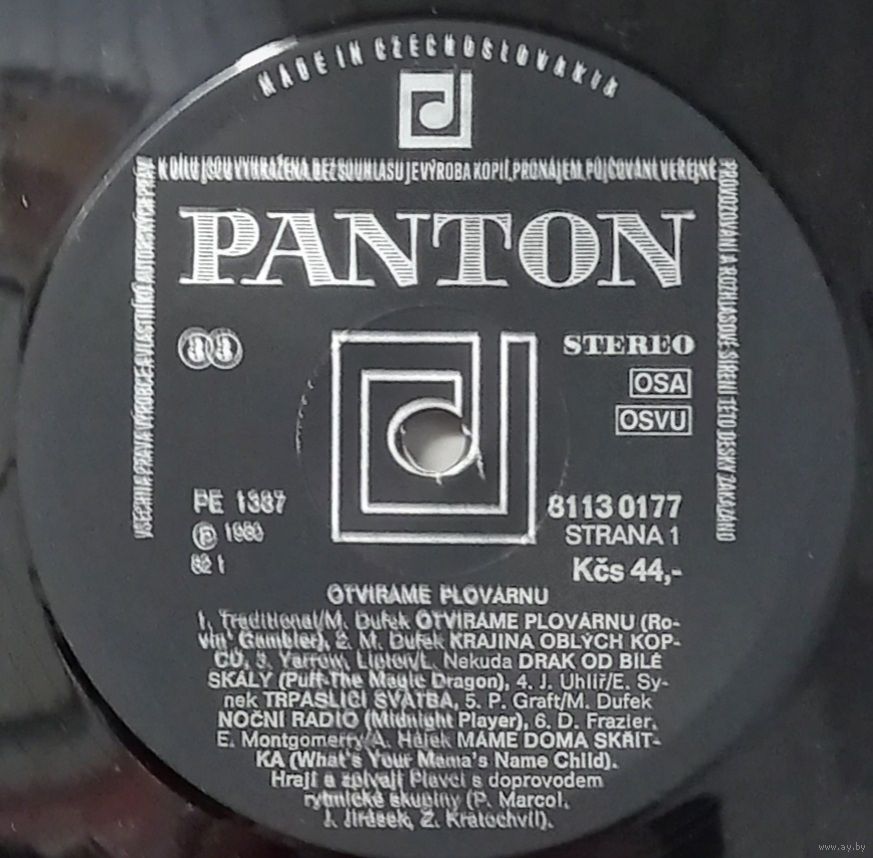 MADE IN CZECHOSLOVAKIA
VŠECHNA PRÁVA VÝROBCE A VLASTNÍKŮ AUTORSKÝCH PRÁV
K DÍLU JSOU VYHRAŽENA. BEZ SOUHLASU JE VÝROBA KOPIÍ, PRONÁJEM, PŮJČOVÁNÍ, VEŘEJNÉ
PROVOZOVÁNÍ A ROZHLASOVÉ ŠÍŘENÍ TÉTO DESKY ZAKÁZÁNO
PANTON
33
STEREO
OSA
OSVU
PE 1387
8113 0177
Ⓟ 1980
STRANA 1
82 1
Kčs 44,-
OTVÍRÁME PLOVÁRNU
1. Traditional/M. Dufek OTVÍRÁME PLOVÁRNU (Ro-
vin' Gambler), 2. M. Dufek KRAJINA OBLÝCH KOP-
CŮ, 3. Yarrow, Lipton/L. Nekuda DRAK OD BÍLÉ
SKÁLY (Puff-The Magic Dragon), 4. J. Uhlíř/E. Sy-
nek TRPASLIČÍ SVATBA, 5. P. Graft/M. Dufek
NOČNÍ RÁDIO (Midnight Player), 6. D. Frazier,
E. Montgomerry/A. Hájek MÁME DOMA SKŘÍT-
KA (What's Your Mama's Name Child).
Hrají a zpívají Plavci s doprovodem
rytmické skupiny (P. Marcol,
J. Jirásek, Z. Kratochvíl).
www.ay.by